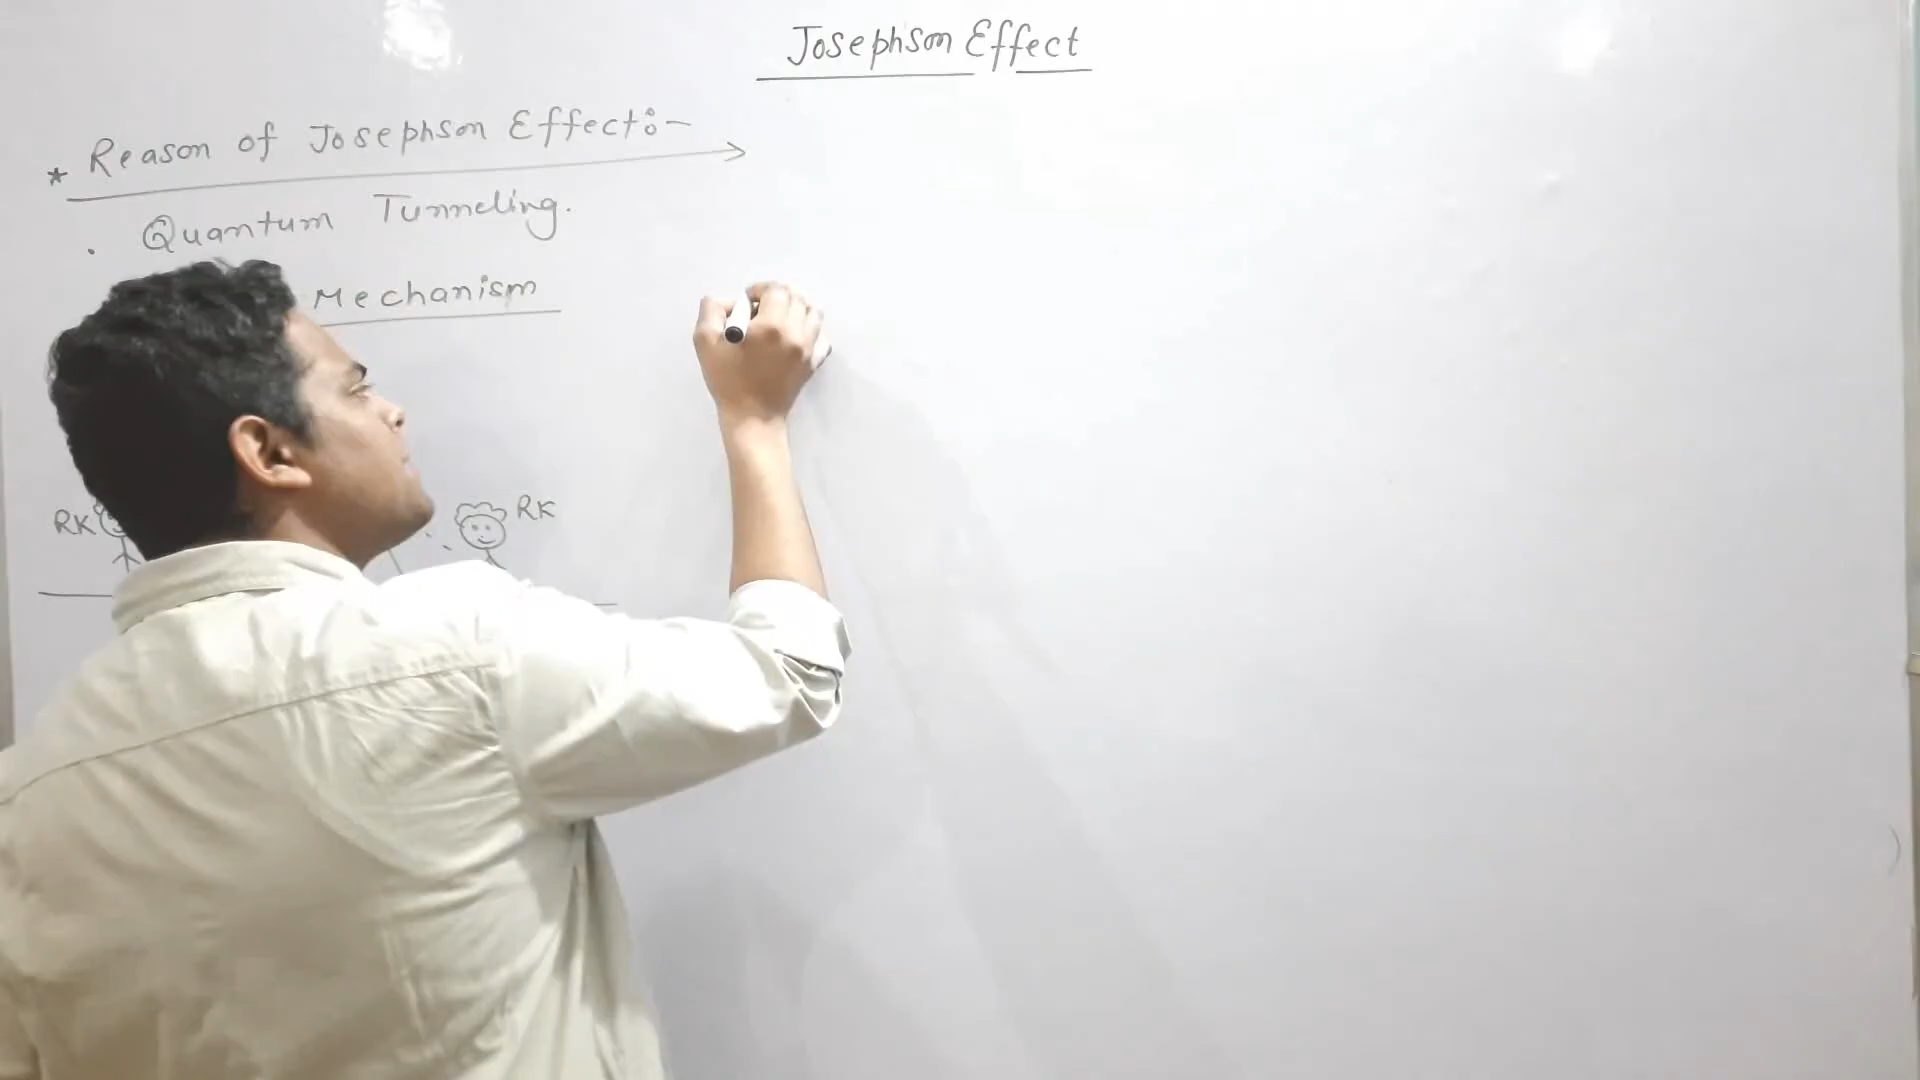 Josephson Effect
* Reason of Josephson Effect:-
. Quantum Tunneling.
Mechanism
RK RK